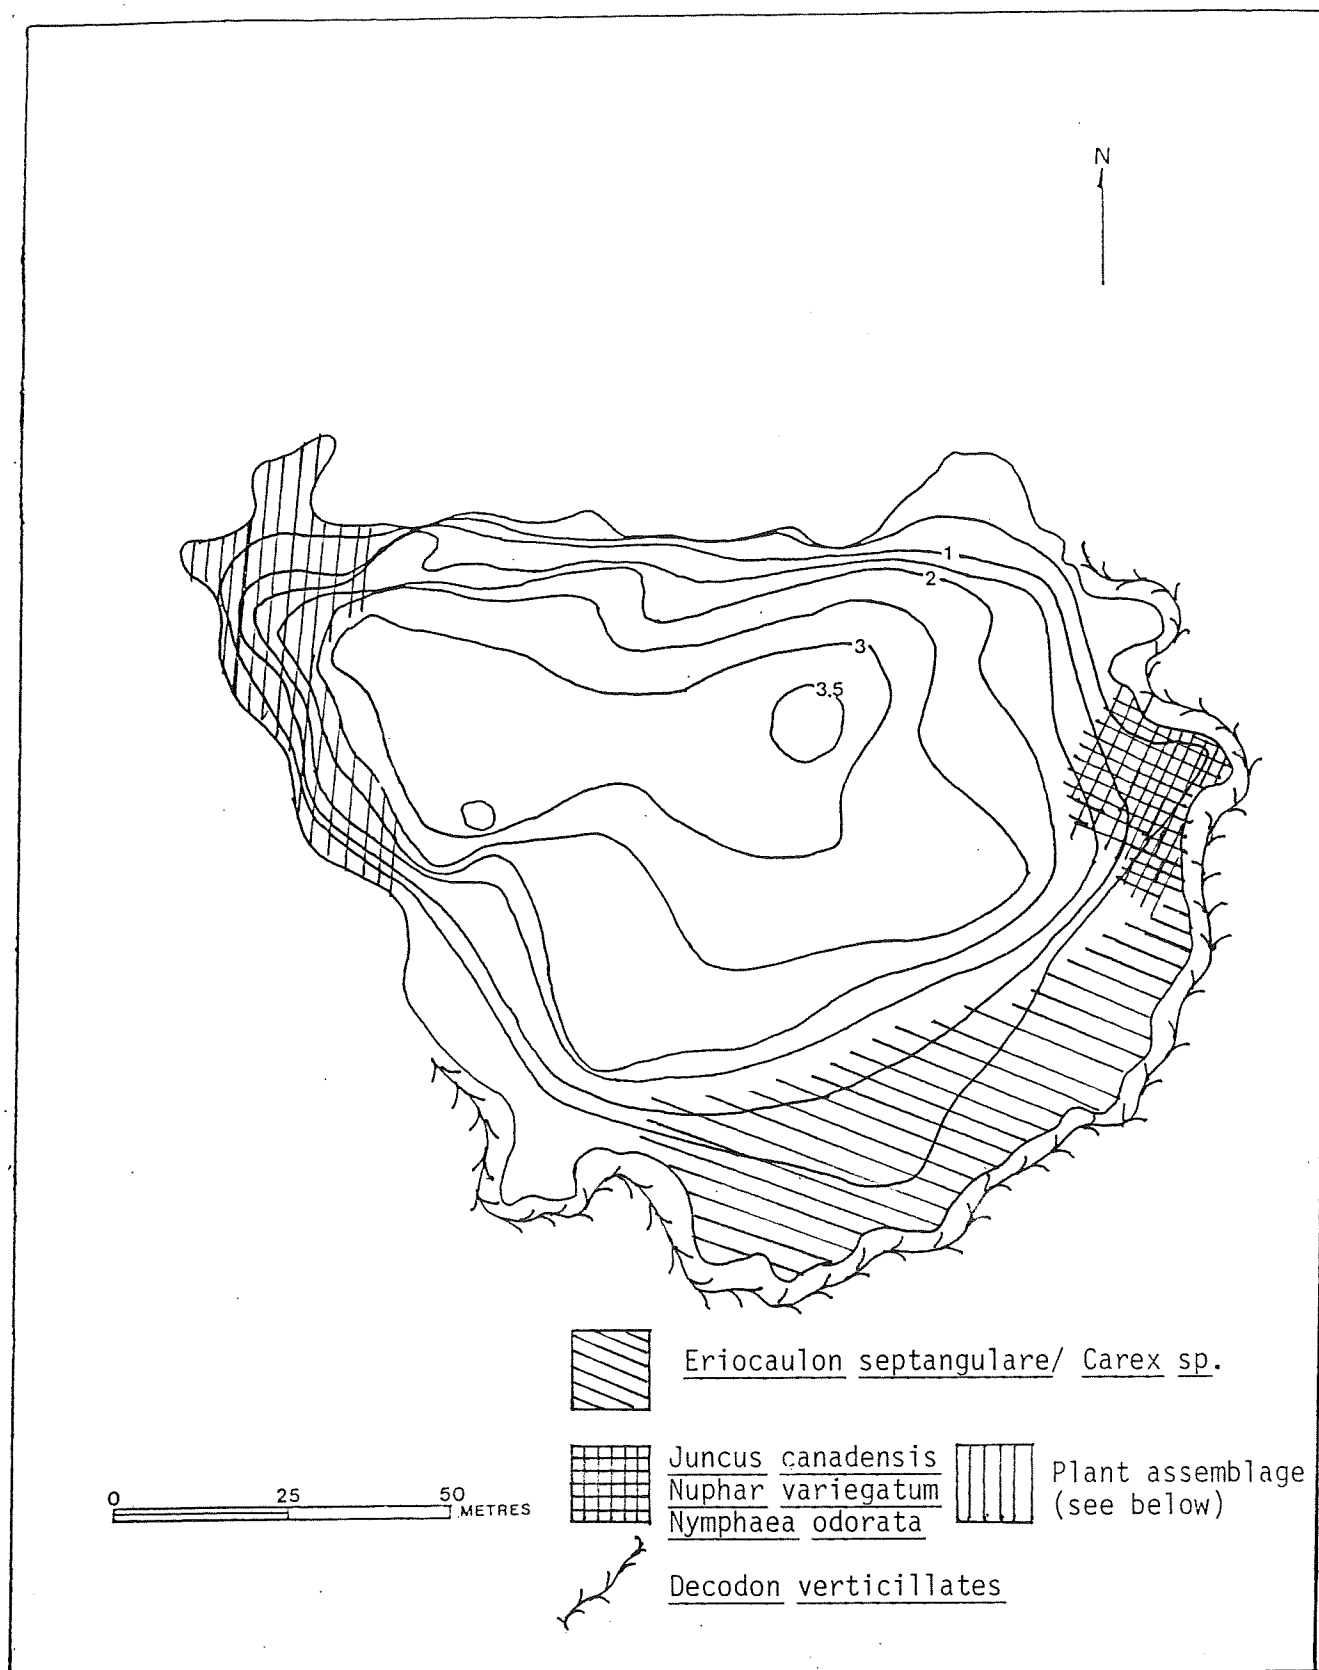 N
1
2
3
3.5
Eriocaulon septangulare/ Carex sp.
Juncus canadensis
Nuphar variegatum
Nymphaea odorata
Plant assemblage
(see below)
0 25 50 METRES
Decodon verticillates